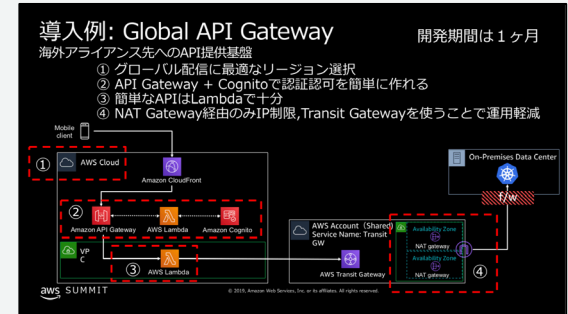 導入例: Global API Gateway
開発期間は1ヶ月
海外アライアンス先へのAPI提供基盤
① グローバル配信に最適なリージョン選択
② API Gateway + Cognitoで認証認可を簡単に作れる
③ 簡単なAPIはLambdaで十分
④ NAT Gateway経由のみIP制限,Transit Gatewayを使うことで運用軽減
Mobile
client
①
AWS Cloud
Amazon CloudFront
On-Premises Data Center
f/w
②
Amazon API Gateway
AWS Lambda
Amazon Cognito
VP
C
③
AWS Lambda
AWS Account (Shared)
Service Name: Transit
GW
AWS Transit Gateway
Availability Zone
NAT gateway
Availability Zone
NAT gateway
④
aws SUMMIT
© 2019, Amazon Web Services, Inc. or its affiliates. All rights reserved.